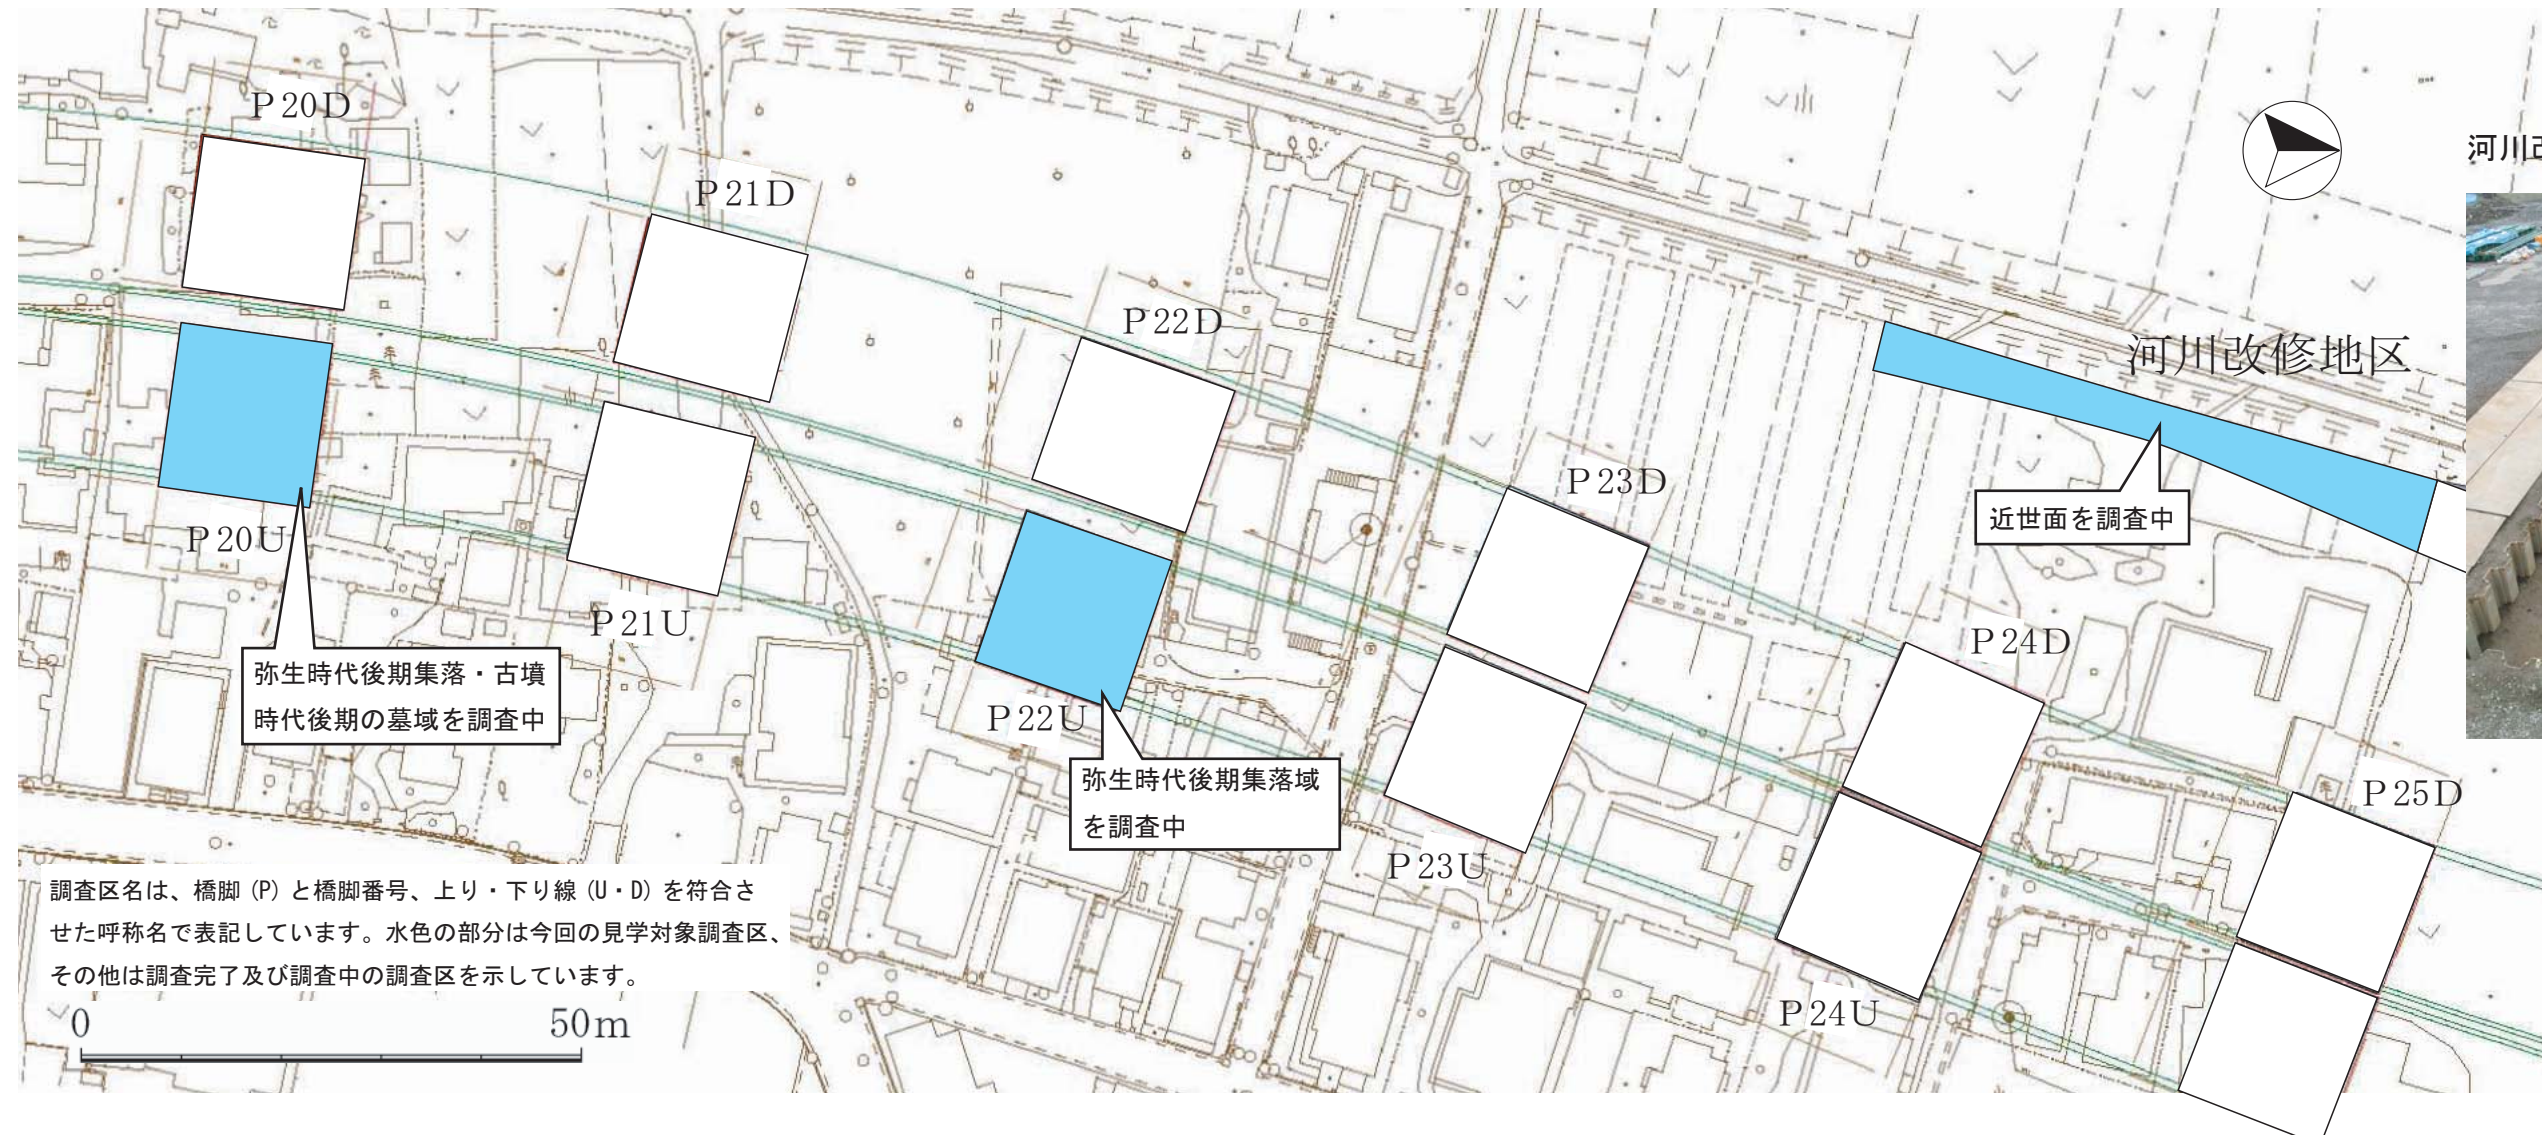 P20D
P21D
P22D
P23D
P24D
P25D
河川改修地区
近世面を調査中
P20U
P21U
P22U
P23U
P24U
弥生時代後期集落・古墳
時代後期の墓域を調査中
弥生時代後期集落域
を調査中
調査区名は、橋脚(P)と橋脚番号、上り・下り線(U・D)を符合さ
せた呼称名で表記しています。水色の部分は今回の見学対象調査区、
その他は調査完了及び調査中の調査区を示しています。
0 50m
河川